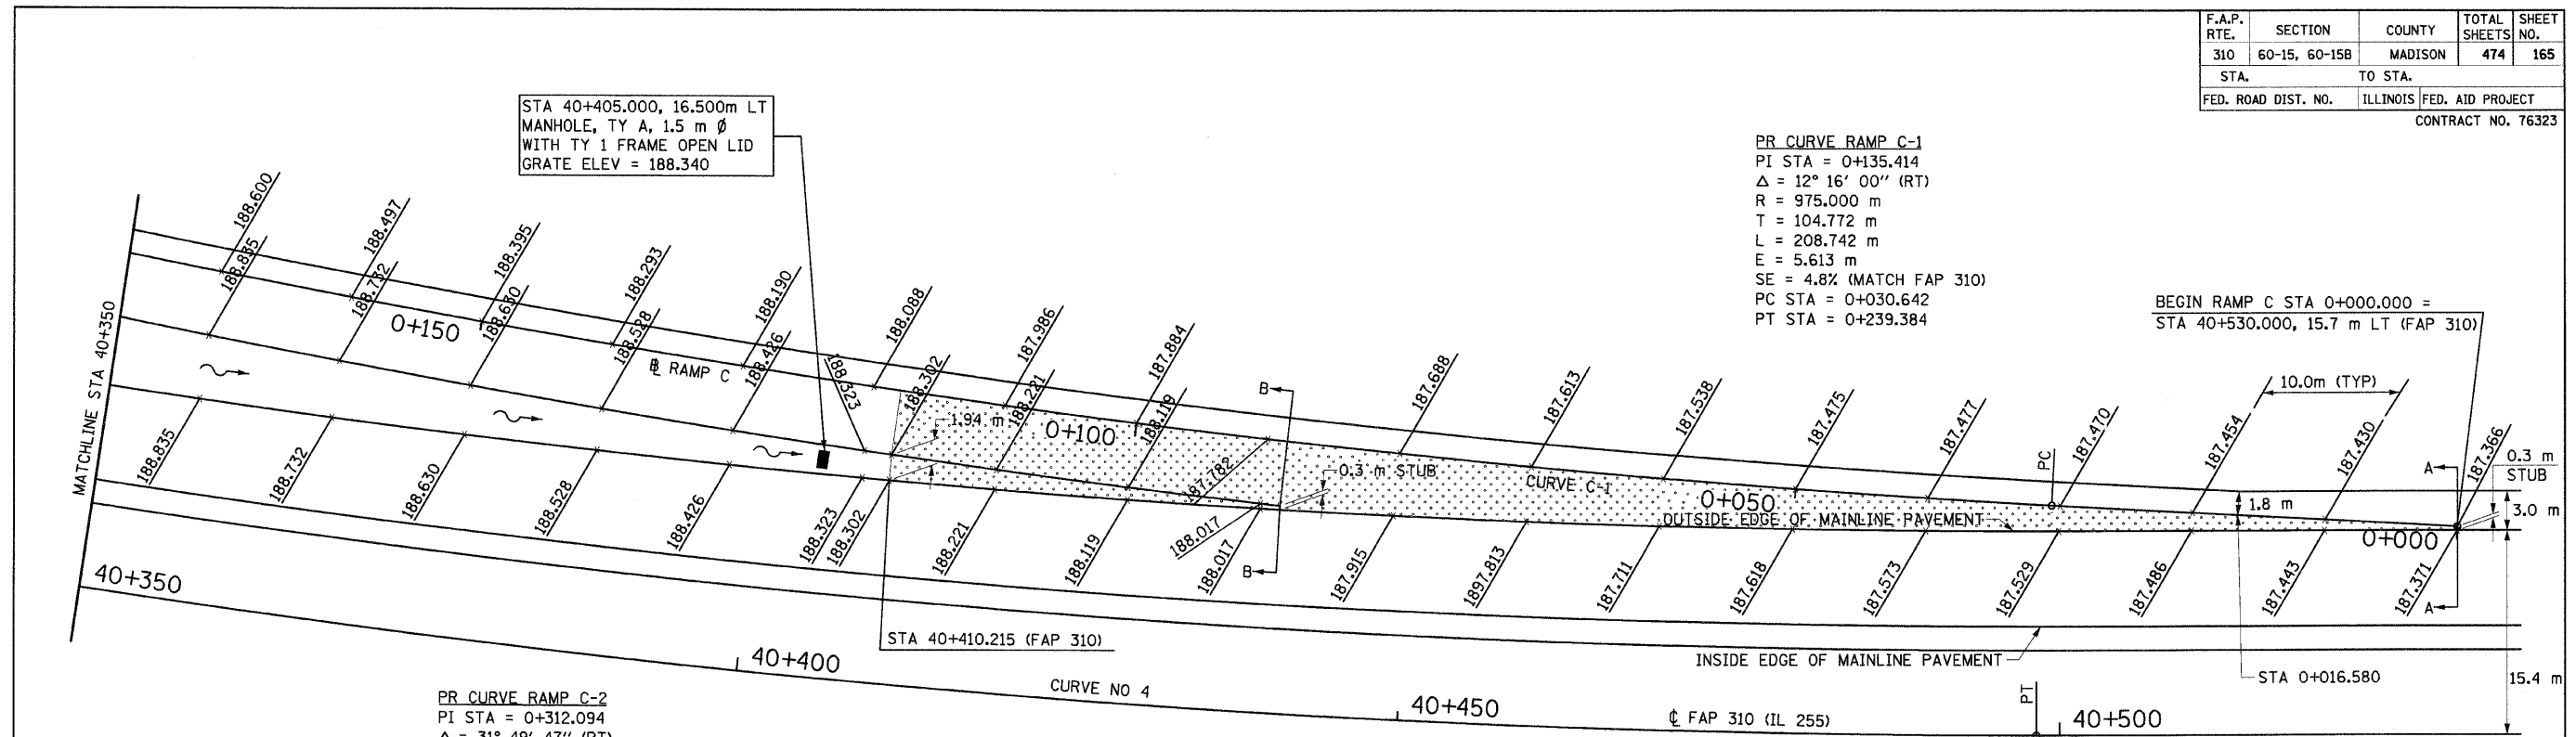 F.A.P. RTE. SECTION COUNTY TOTAL SHEETS SHEET NO.
310 60-15, 60-15B MADISON 474 165
STA. TO STA.
FED. ROAD DIST. NO. ILLINOIS FED. AID PROJECT
CONTRACT NO. 76323
STA 40+405.000, 16.500m LT
MANHOLE, TY A, 1.5 m Ø
WITH TY 1 FRAME OPEN LID
GRATE ELEV = 188.340
PR CURVE RAMP C-1
PI STA = 0+135.414
Δ = 12° 16' 00'' (RT)
R = 975.000 m
T = 104.772 m
L = 208.742 m
E = 5.613 m
SE = 4.8% (MATCH FAP 310)
PC STA = 0+030.642
PT STA = 0+239.384
BEGIN RAMP C STA 0+000.000 =
STA 40+530.000, 15.7 m LT (FAP 310)
188.600
188.497
188.395
188.293
188.190
188.088
187.986
187.884
187.688
187.613
187.538
187.475
187.477
187.470
187.454
187.430
187.366
10.0m (TYP)
188.835
188.732
188.630
188.528
188.426
188.323
188.302
188.221
188.119
187.782
188.017
MATCHLINE STA 40+350
0+150
℄ RAMP C
1.94 m
0+100
B
B
0.3 m STUB
CURVE C-1
0+050
PC
OUTSIDE EDGE OF MAINLINE PAVEMENT
1.8 m
A
A
0.3 m
STUB
3.0 m
0+000
188.835
188.732
188.630
188.528
188.426
188.323
188.302
188.221
188.119
188.017
187.915
1897.813
187.711
187.618
187.573
187.529
187.486
187.443
187.371
40+350
STA 40+410.215 (FAP 310)
INSIDE EDGE OF MAINLINE PAVEMENT
STA 0+016.580
15.4 m
40+400
CURVE NO 4
40+450
℄ FAP 310 (IL 255)
PT
40+500
PR CURVE RAMP C-2
PI STA = 0+312.094
Δ = 31° 49' 47'' (RT)